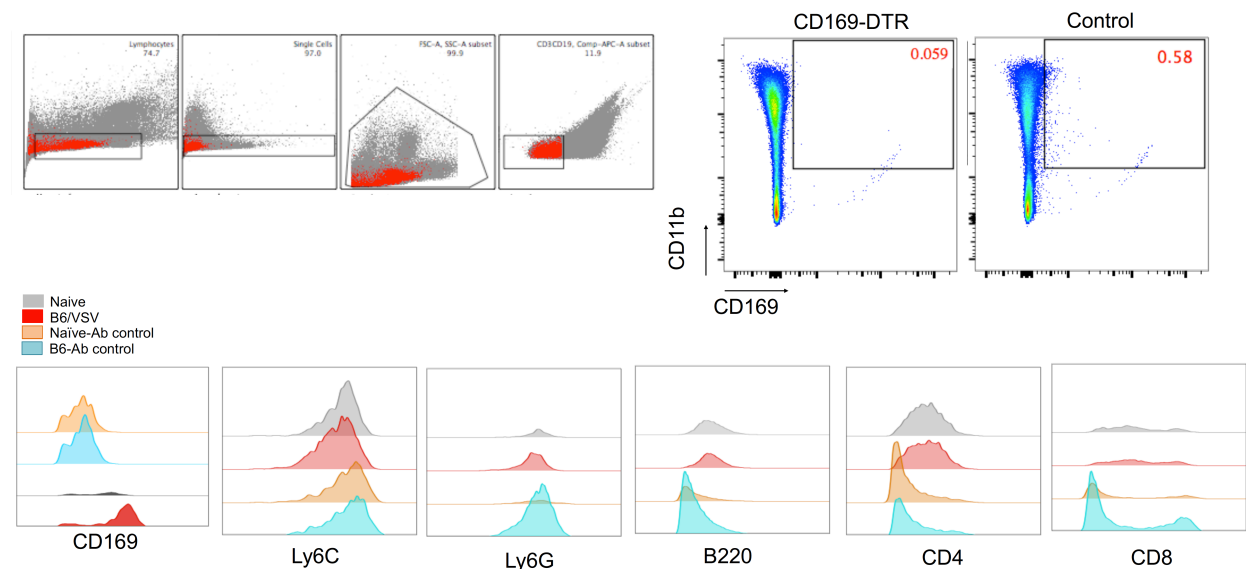 Lymphocytes
74.7
Single Cells
97.0
FSC-A, SSC-A subset
99.9
CD3CD19, Comp-APC-A subset
11.9
CD169-DTR
Control
0.059
0.58
CD11b
CD169
Naive
B6/VSV
Naïve-Ab control
B6-Ab control
CD169
Ly6C
Ly6G
B220
CD4
CD8